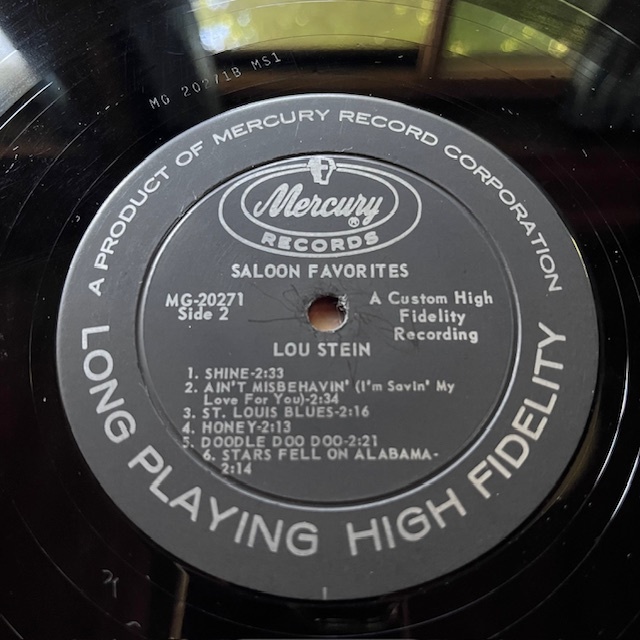 MG 20271B MS1
A PRODUCT OF MERCURY RECORD CORPORATION
Mercury
®
RECORDS
SALOON FAVORITES
MG-20271
Side 2
A Custom High
Fidelity
Recording
LOU STEIN
1. SHINE-2:33
2. AIN'T MISBEHAVIN' (I'm Savin' My
Love For You)-2:34
3. ST. LOUIS BLUES-2:16
4. HONEY-2:13
5. DOODLE DOO DOO-2:21
6. STARS FELL ON ALABAMA-
2:14
LONG PLAYING HIGH FIDELITY